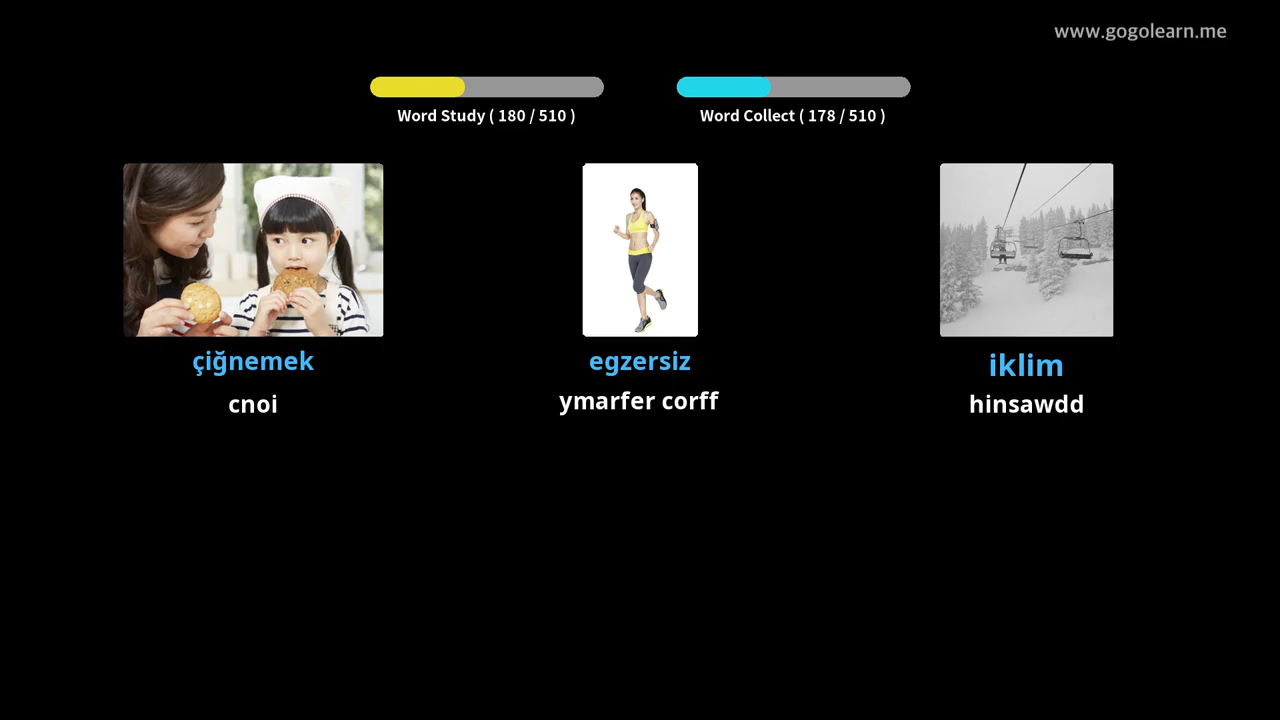 www.gogolearn.me
Word Study ( 180 / 510 )
Word Collect ( 178 / 510 )
çiğnemek
egzersiz
iklim
cnoi
ymarfer corff
hinsawdd